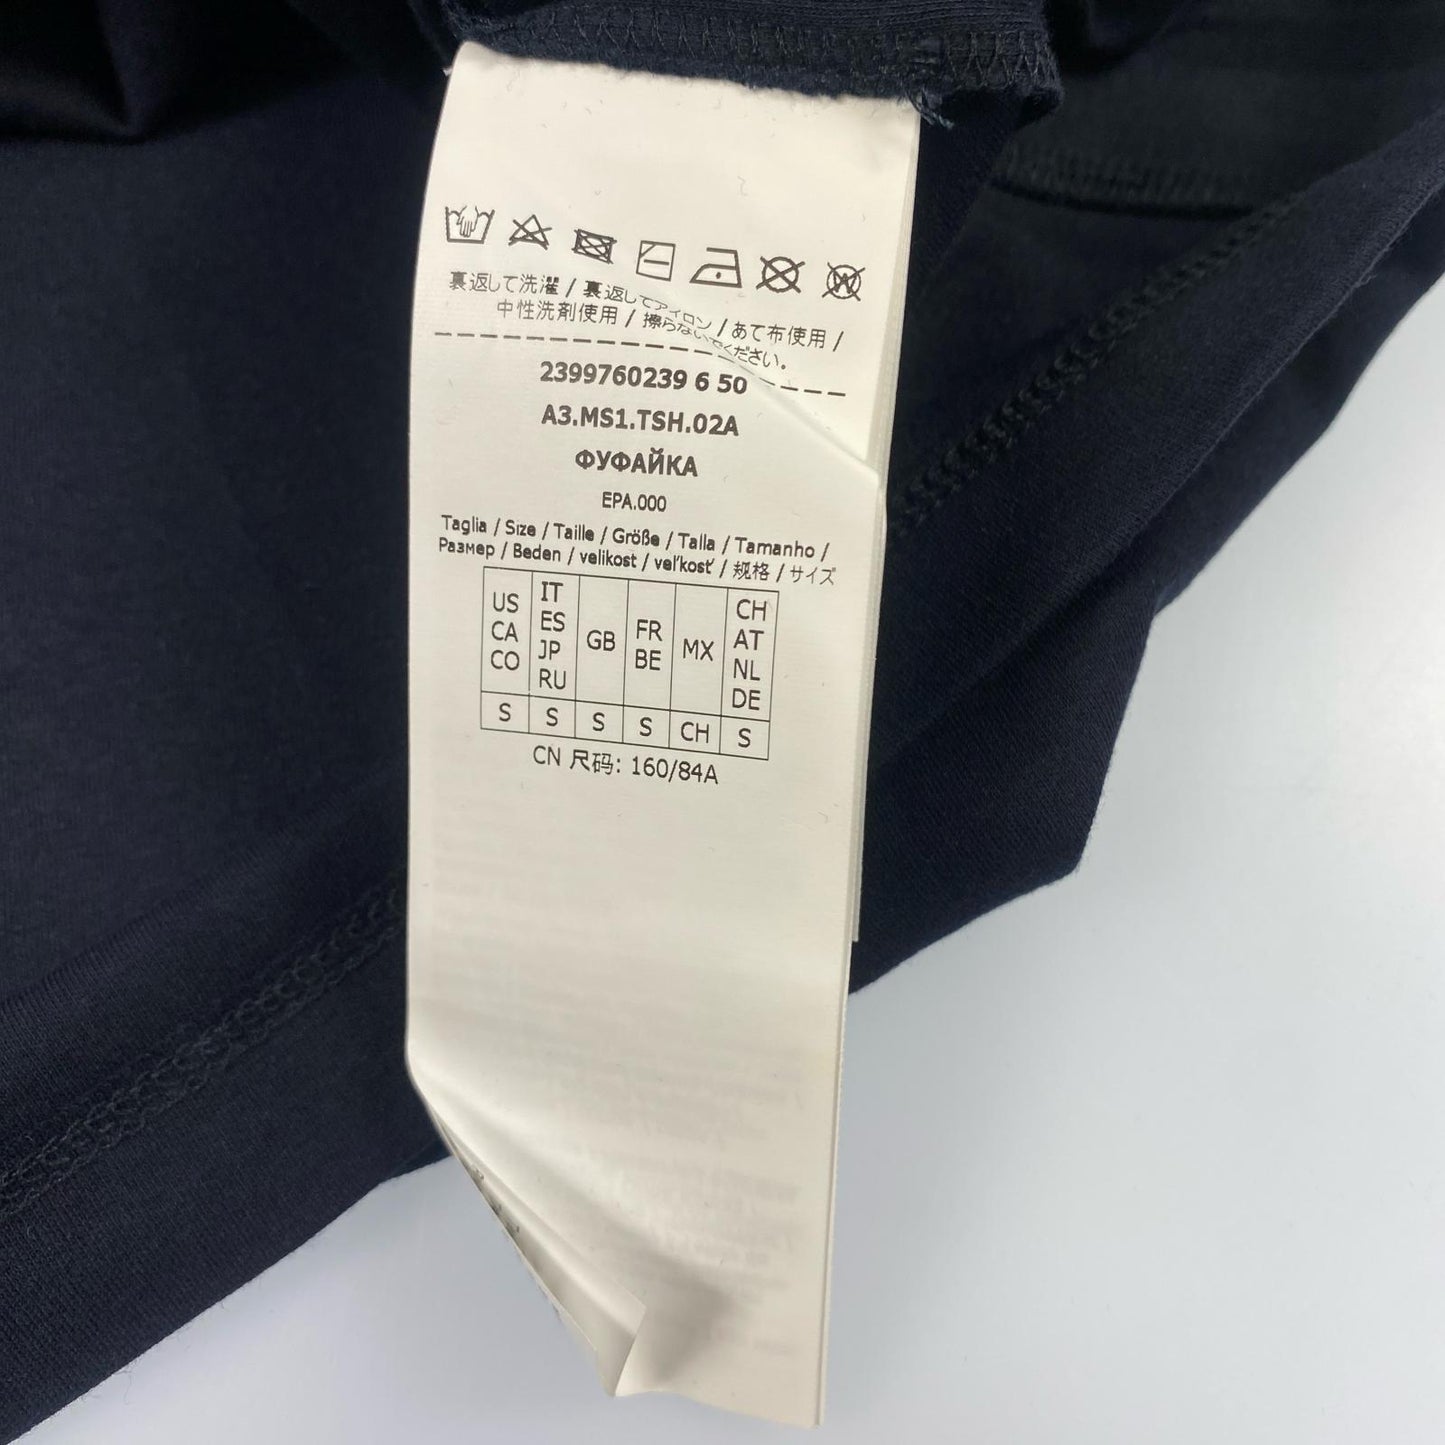 裏返して洗濯 / 裏返してアイロン / あて布使用 /
中性洗剤使用 / 擦らないでください。
2399760239 6 50
A3.MS1.TSH.02A
ФУФАЙКА
EPA.000
Taglia / Size / Taille / Größe / Talla / Tamanho /
Размер / Beden / velikost / veľkosť / 规格 / サイズ
US CA CO | IT ES JP RU | GB | FR BE | MX | CH AT NL DE
S | S | S | S | CH | S
CN 尺码: 160/84A